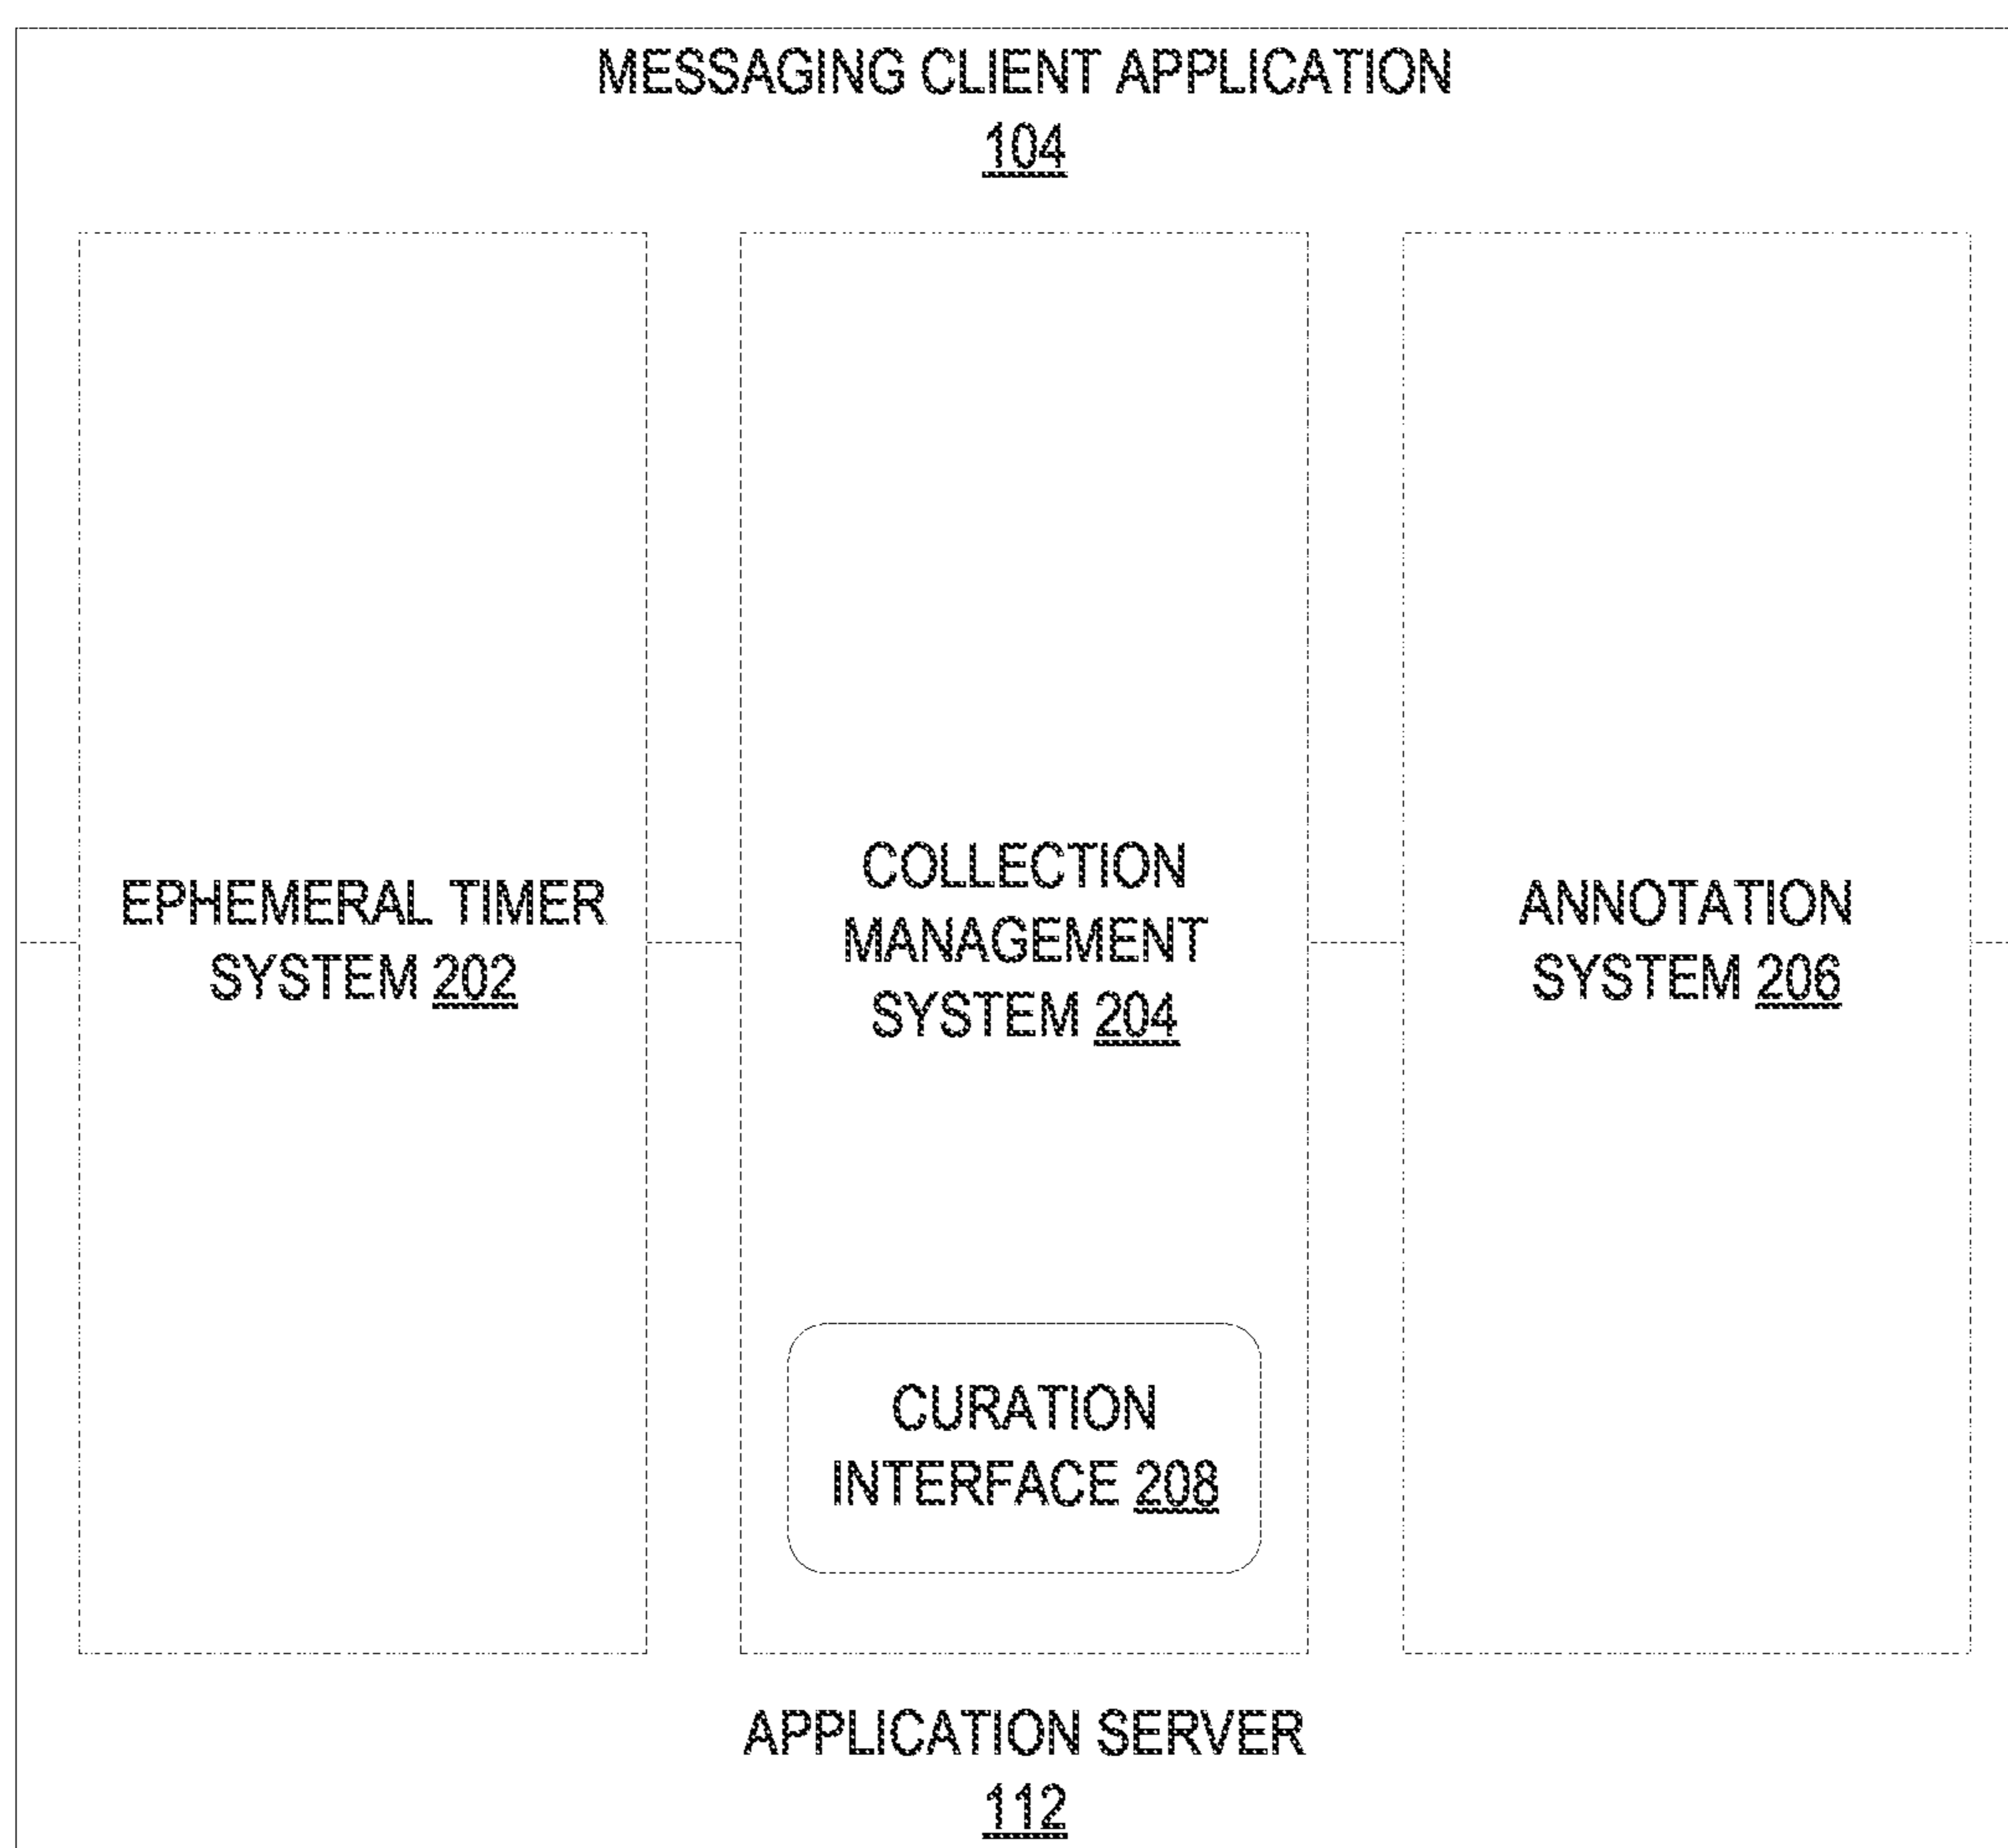 MESSAGING CLIENT APPLICATION
104
EPHEMERAL TIMER
SYSTEM 202
COLLECTION
MANAGEMENT
SYSTEM 204
ANNOTATION
SYSTEM 206
CURATION
INTERFACE 208
APPLICATION SERVER
112